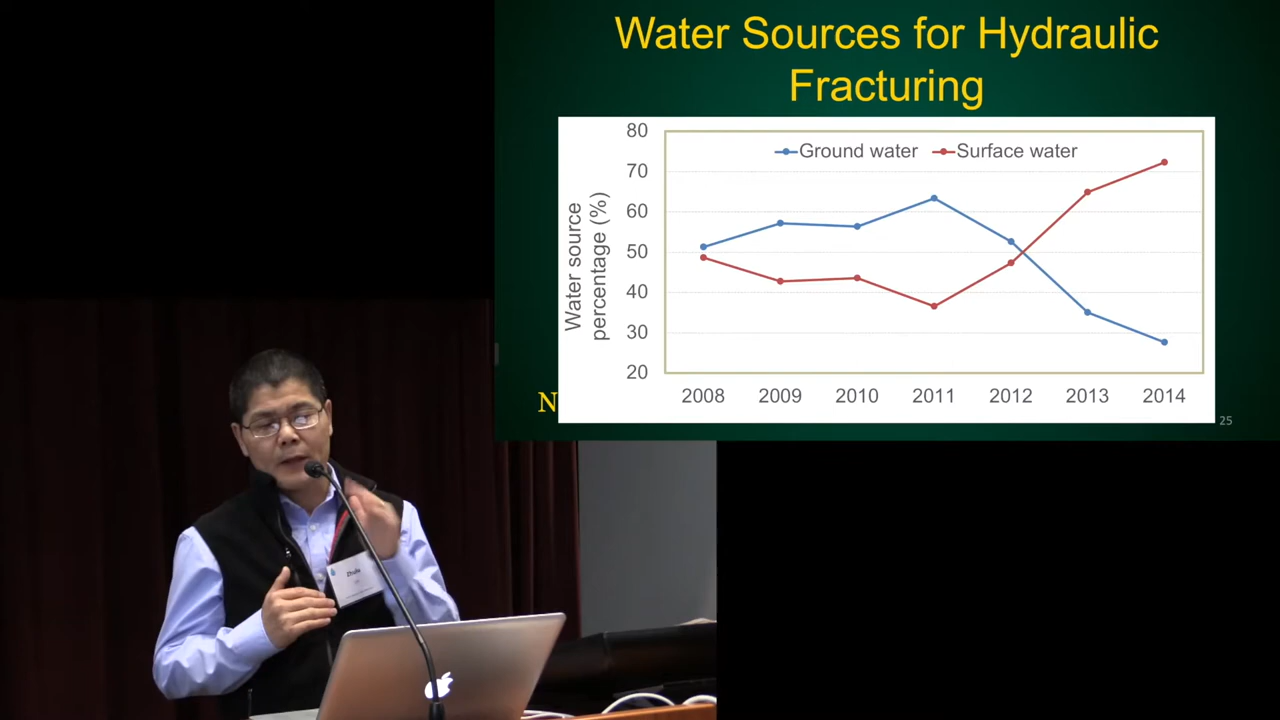 Water Sources for Hydraulic
Fracturing
Ground water
Surface water
Water source
percentage (%)
80
70
60
50
40
30
20
2008 2009 2010 2011 2012 2013 2014
N
25
Zhulu